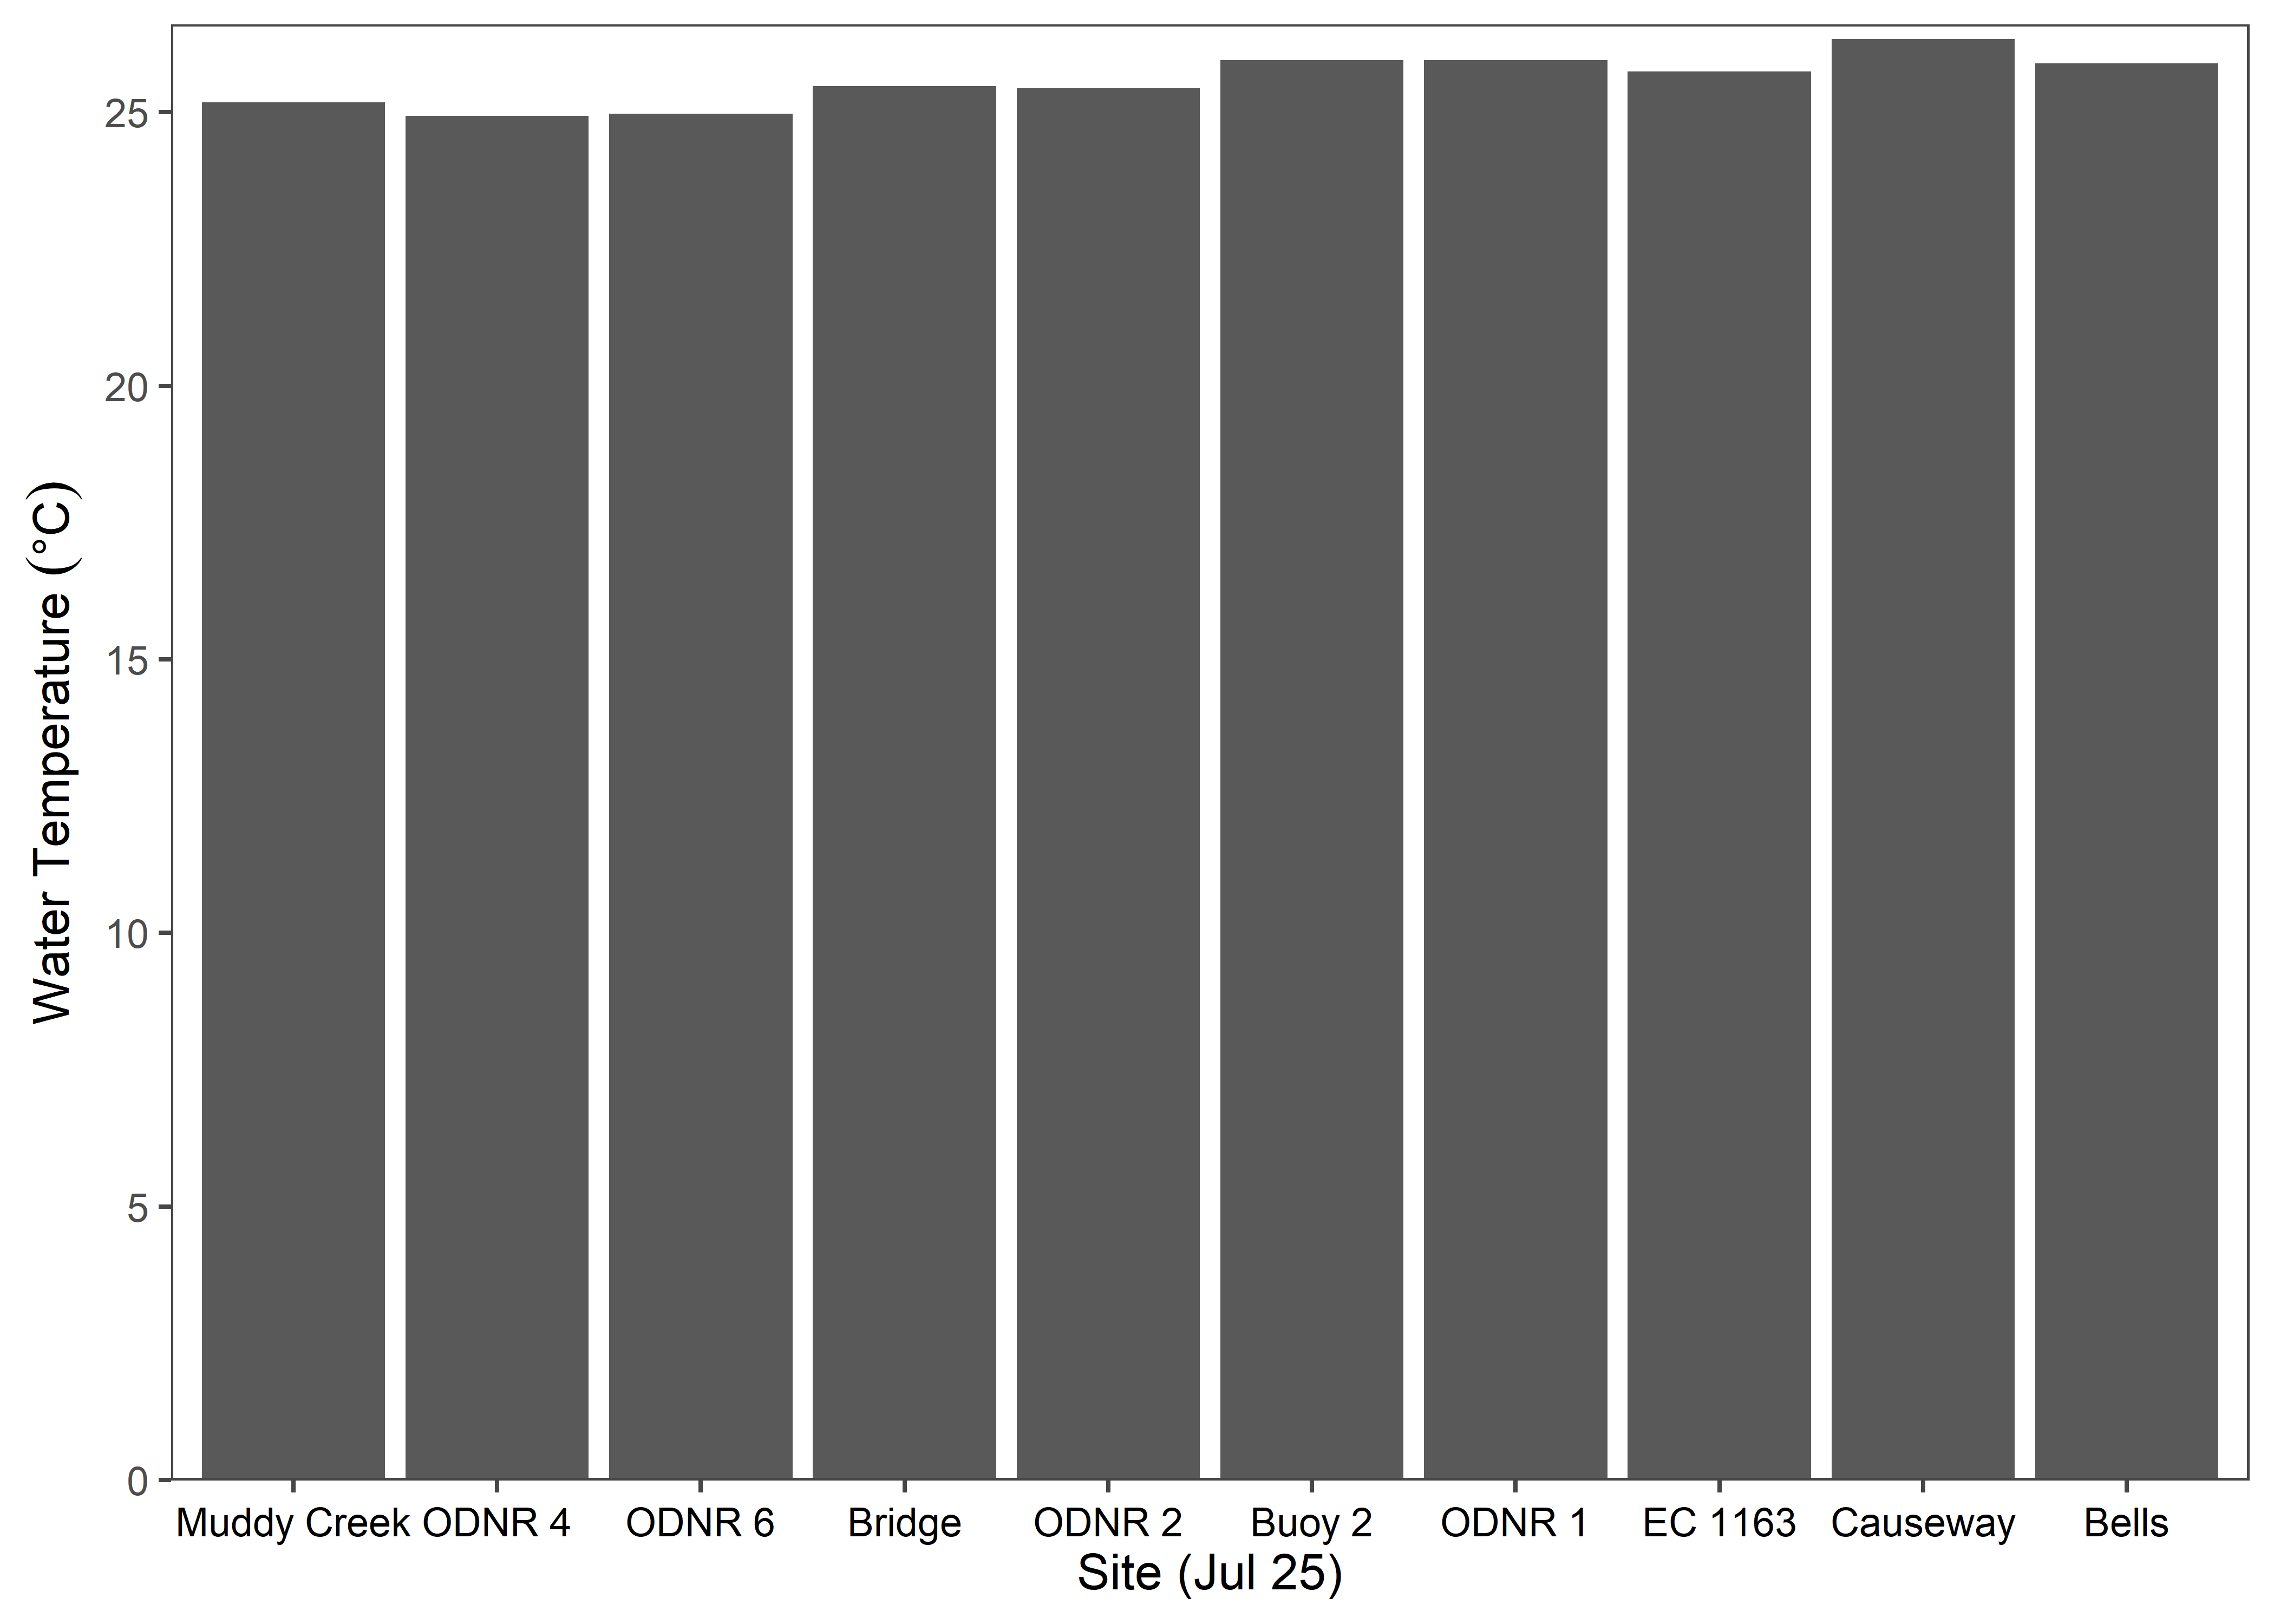 Water Temperature (°C)
25
20
15
10
5
0
Muddy Creek ODNR 4 ODNR 6 Bridge ODNR 2 Buoy 2 ODNR 1 EC 1163 Causeway Bells
Site (Jul 25)